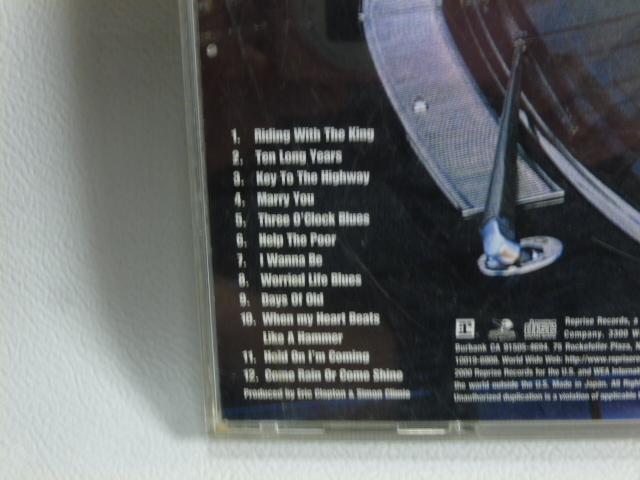 1. Riding With The King
2. Ten Long Years
3. Key To The Highway
4. Marry You
5. Three O'Clock Blues
6. Help The Poor
7. I Wanna Be
8. Worried Life Blues
9. Days Of Old
10. When my Heart Beats
Like A Hammer
11. Hold On I'm Coming
12. Come Rain Or Come Shine
Produced by Eric Clapton & Simon Climie
Reprise Records, a
Company, 3300
Burbank CA 91505-4694. 75 Rockefeller Plaza,
World Wide Web: http://www.repri
2000 Reprise Records for the U.S. and WEA Internat
the world outside the U.S. Made in Japan. All Rig
Unauthorized duplication is a violation of applicable